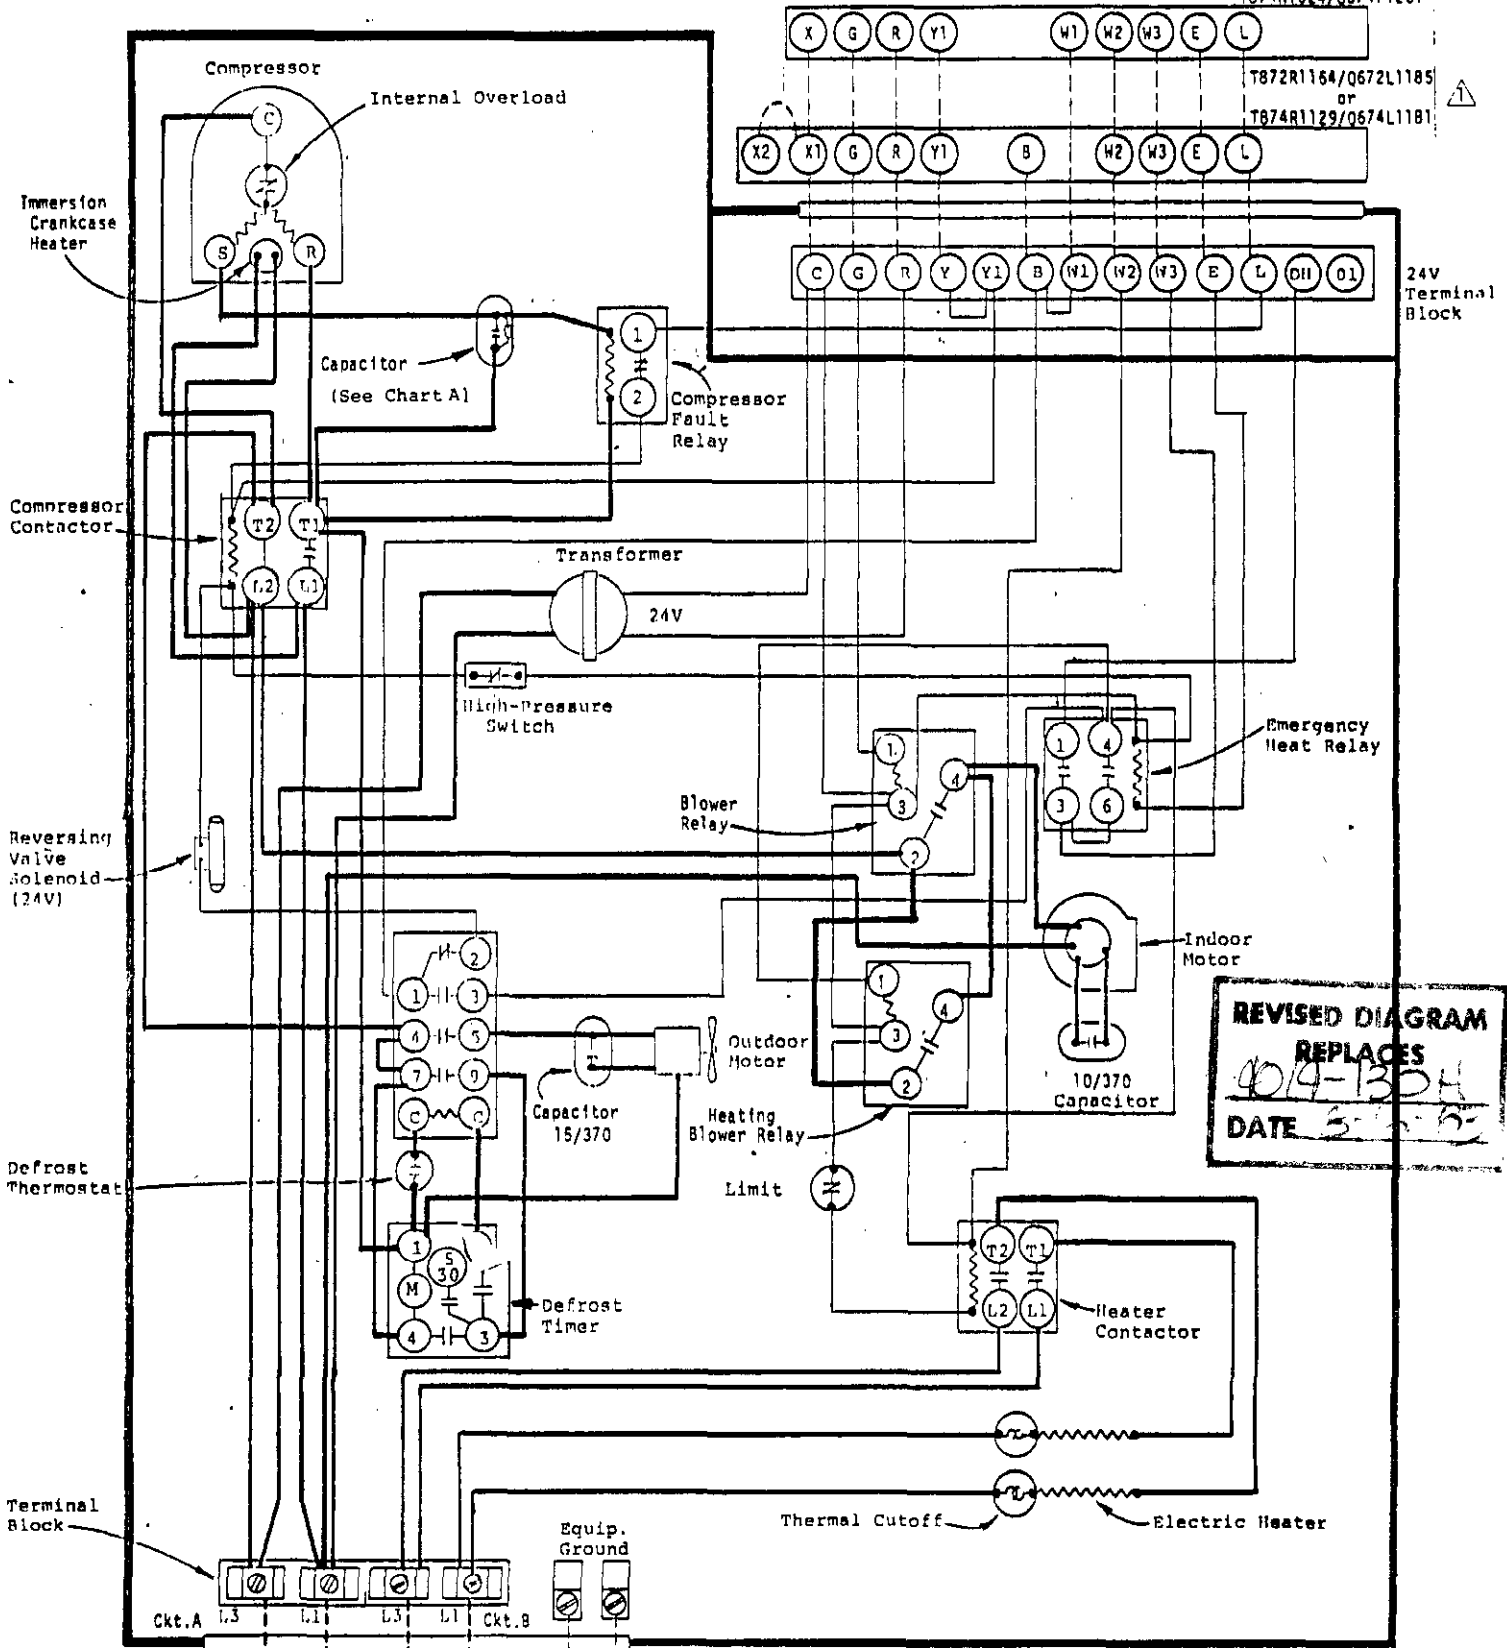 X G R Y1 W1 W2 W3 E L
T872R1164/Q672L1185
or
T874R1129/Q674L1181
1
X2 X1 G R Y1 B W2 W3 E L
C G R Y Y1 B W1 W2 W3 E L DH O1
24V
Terminal
Block
Compressor
Internal Overload
C
Immersion
Crankcase
Heater
S R
Capacitor
(See Chart A)
1
2
Compressor
Fault
Relay
Compressor
Contactor
T2 T1
L2 L1
Transformer
24V
High-Pressure
Switch
Emergency
Heat Relay
1 4
3 6
Blower
Relay
1
4
3
2
Reversing
Valve
Solenoid
(24V)
2
1 3
4 5
7 9
C C
Outdoor
Motor
Capacitor
15/370
Indoor
Motor
10/370
Capacitor
1
4
3
2
Heating
Blower Relay
Limit
REVISED DIAGRAM
REPLACES
DATE
Defrost
Thermostat
1
5
30
M
4 3
Defrost
Timer
T2 T1
L2 L1
Heater
Contactor
Thermal Cutoff
Electric Heater
Terminal
Block
Equip.
Ground
Ckt.A L3 L1 L3 L1 Ckt.B